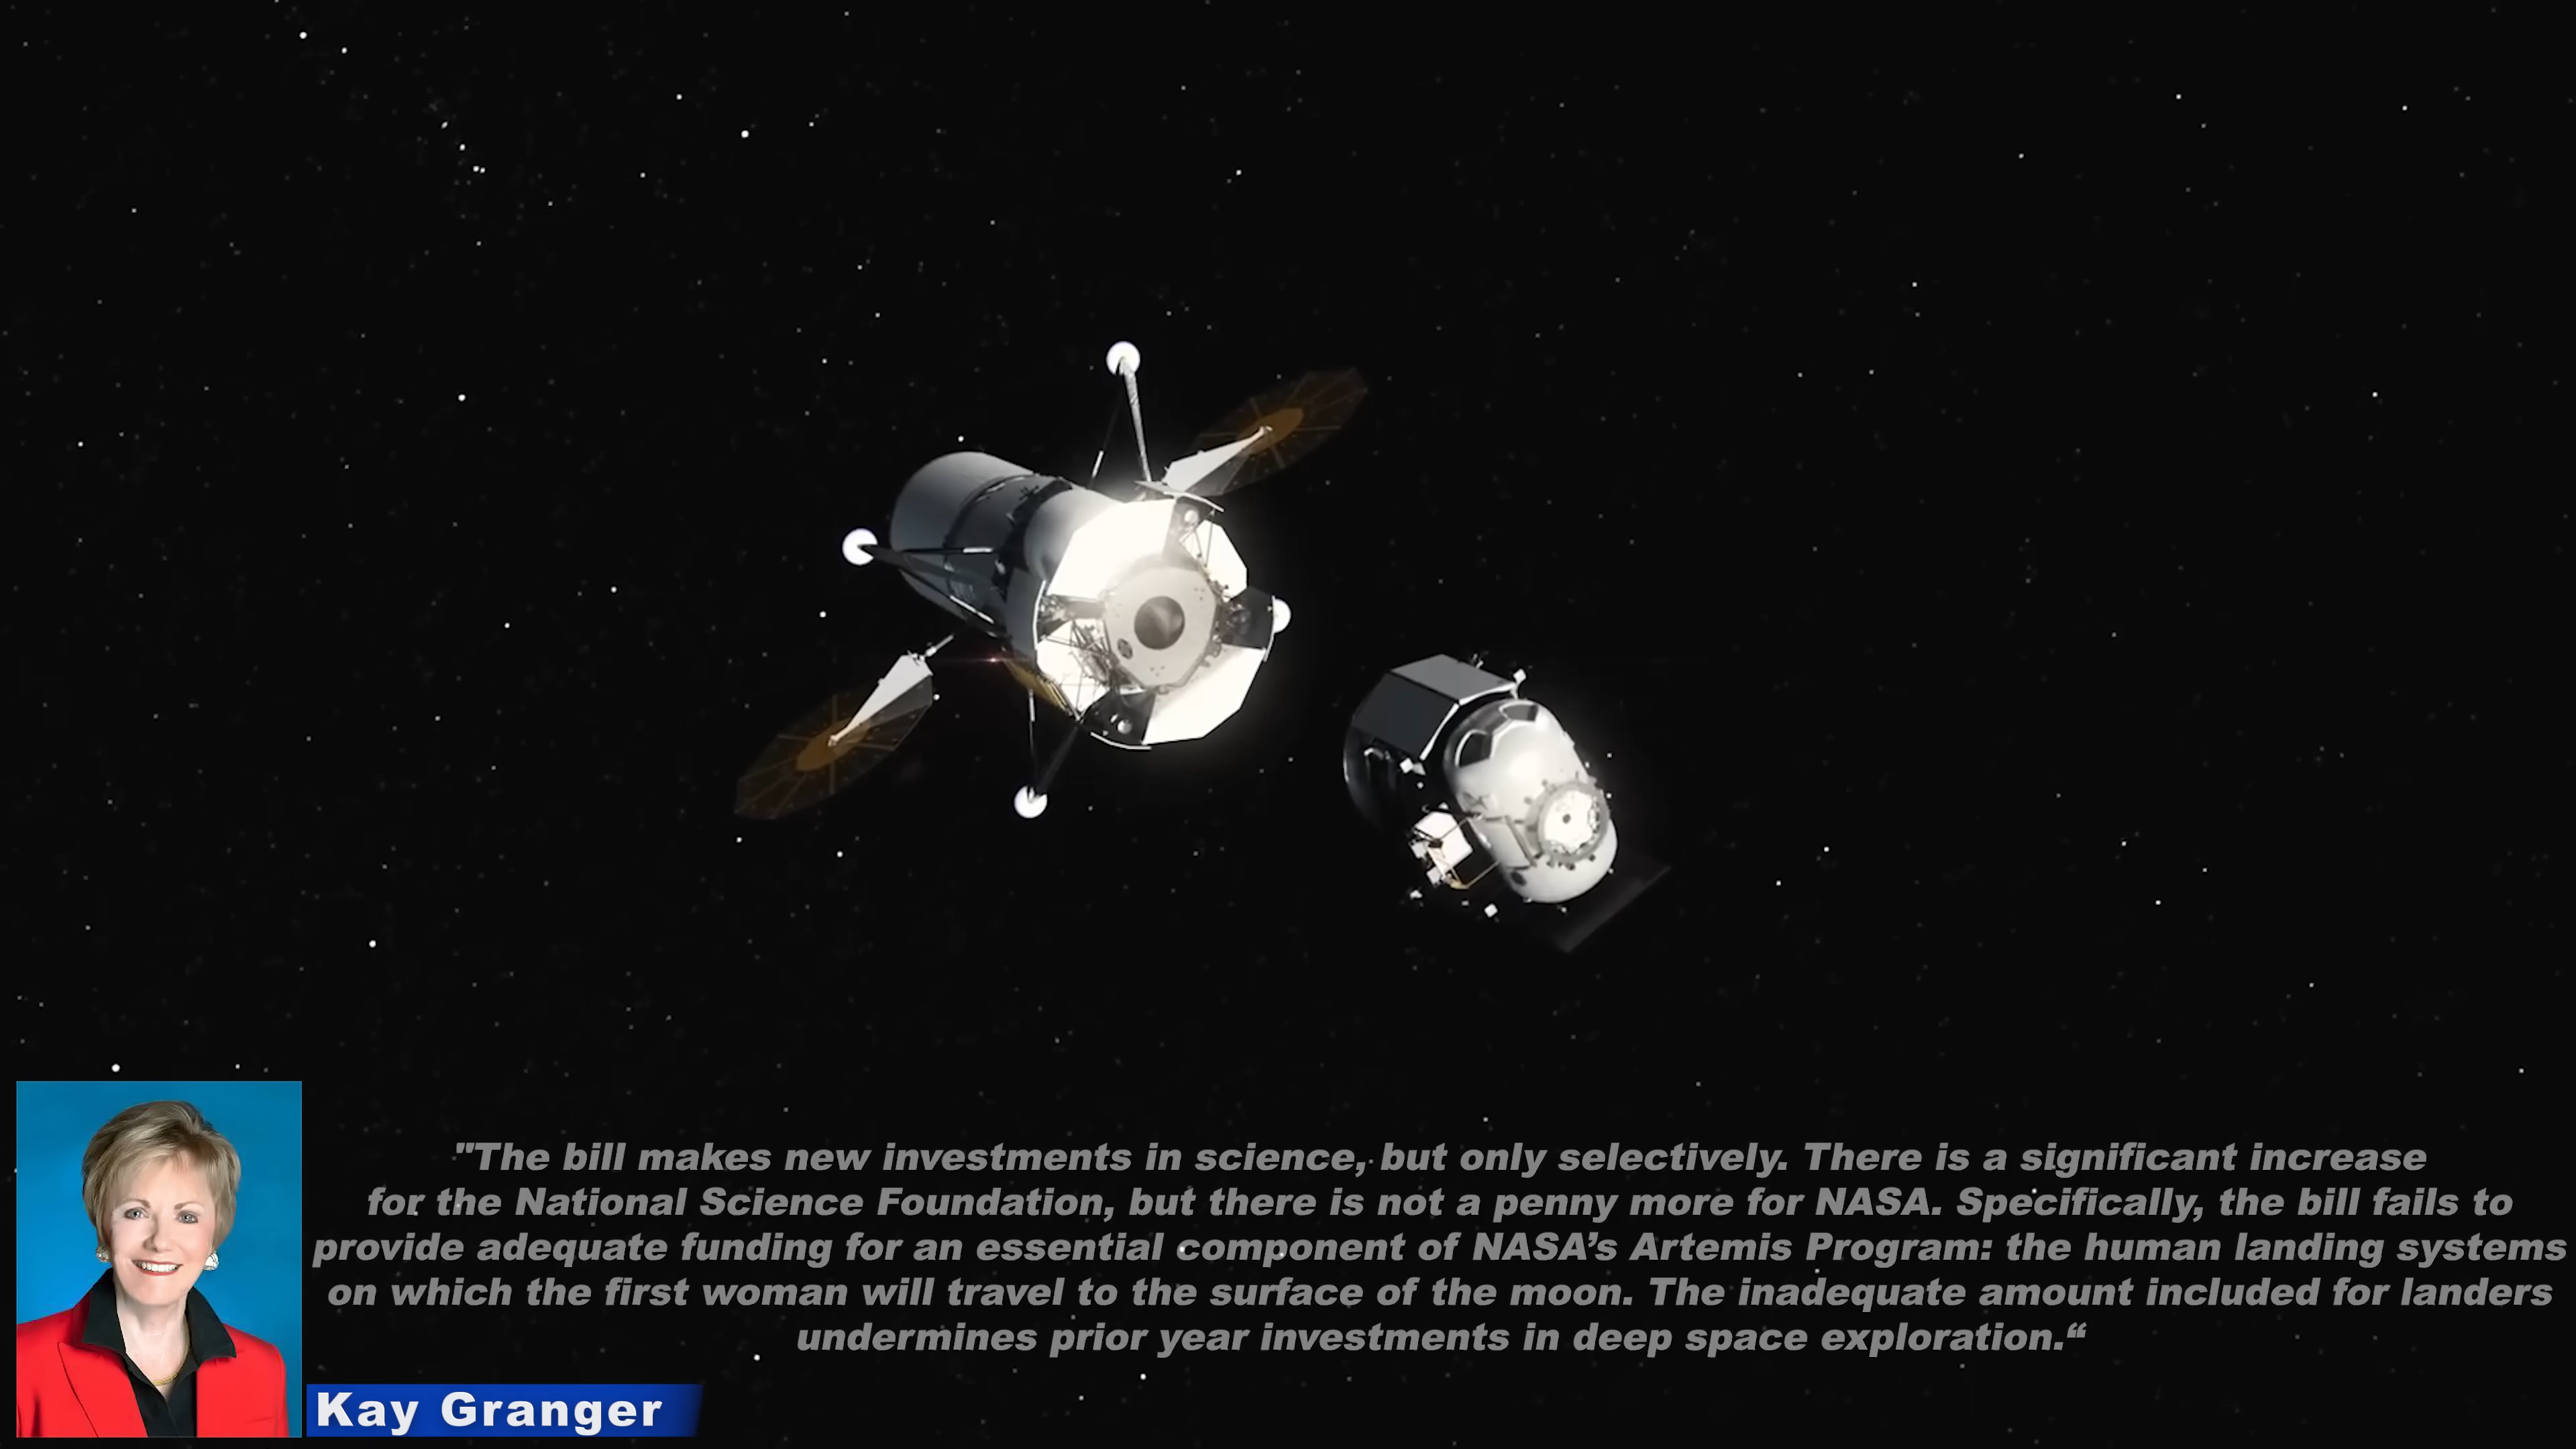 "The bill makes new investments in science, but only selectively. There is a significant increase
for the National Science Foundation, but there is not a penny more for NASA. Specifically, the bill fails to
provide adequate funding for an essential component of NASA’s Artemis Program: the human landing systems
on which the first woman will travel to the surface of the moon. The inadequate amount included for landers
undermines prior year investments in deep space exploration.“
Kay Granger